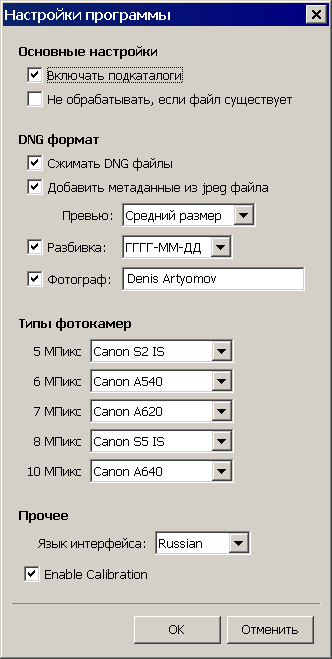 Настройки программы
Основные настройки
Включать подкаталоги
Не обрабатывать, если файл существует
DNG формат
Сжимать DNG файлы
Добавить метаданные из jpeg файла
Превью: Средний размер
Разбивка: ГГГГ-ММ-ДД
Фотограф: Denis Artyomov
Типы фотокамер
5 МПикс Canon S2 IS
6 МПикс Canon A540
7 МПикс Canon A620
8 МПикс Canon S5 IS
10 МПикс Canon A640
Прочее
Язык интерфейса: Russian
Enable Calibration
OK Отменить